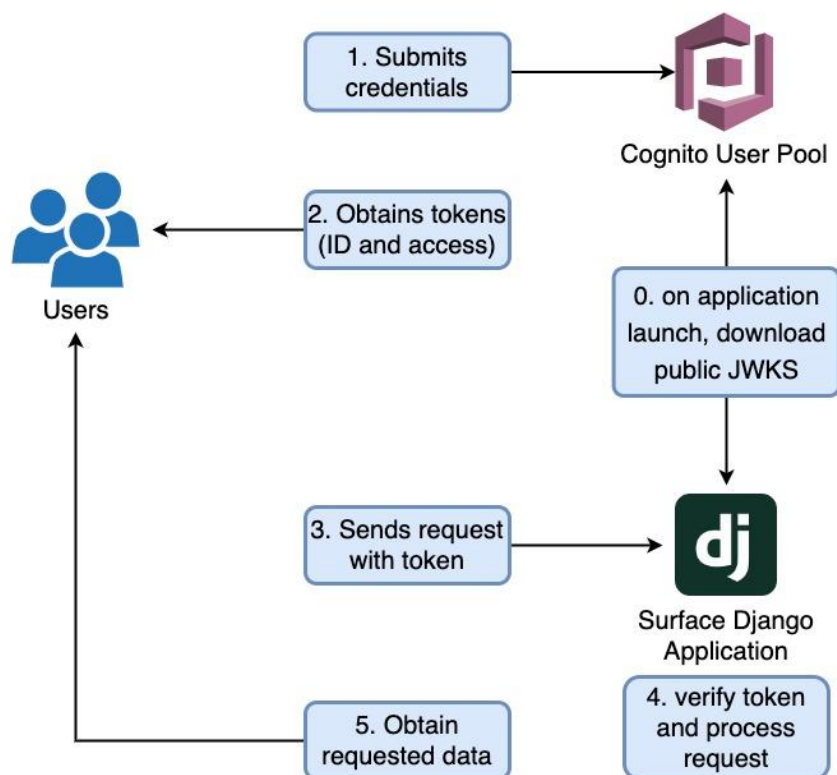 1. Submits
credentials
Cognito User Pool
2. Obtains tokens
(ID and access)
Users
0. on application
launch, download
public JWKS
3. Sends request
with token
dj
Surface Django
Application
4. verify token
and process
request
5. Obtain
requested data